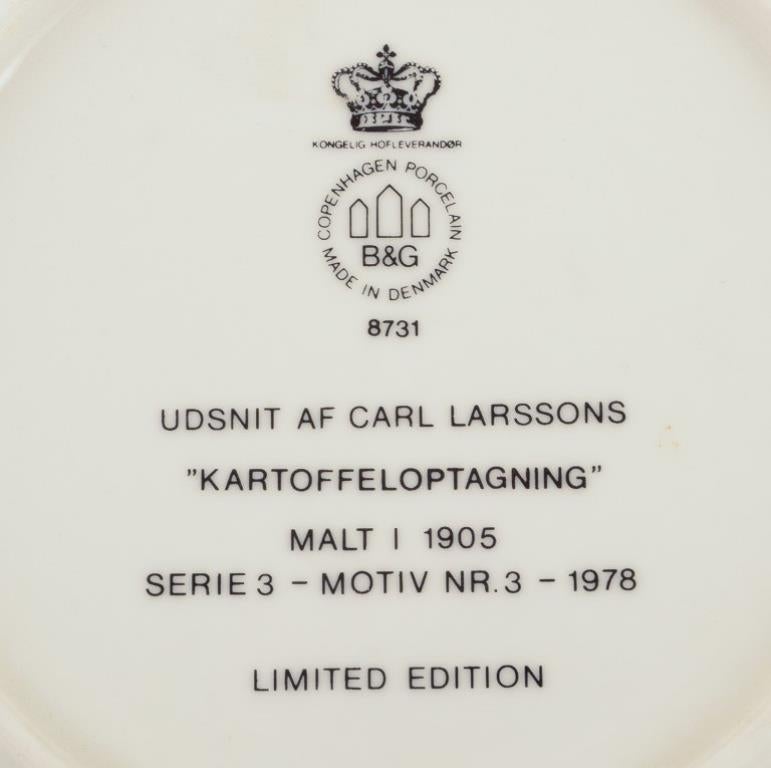 KONGELIG HOFLEVERANDØR
COPENHAGEN PORCELAIN
B&G
MADE IN DENMARK
8731
UDSNIT AF CARL LARSSONS
”KARTOFFELOPTAGNING”
MALT I 1905
SERIE 3 – MOTIV NR. 3 – 1978
LIMITED EDITION